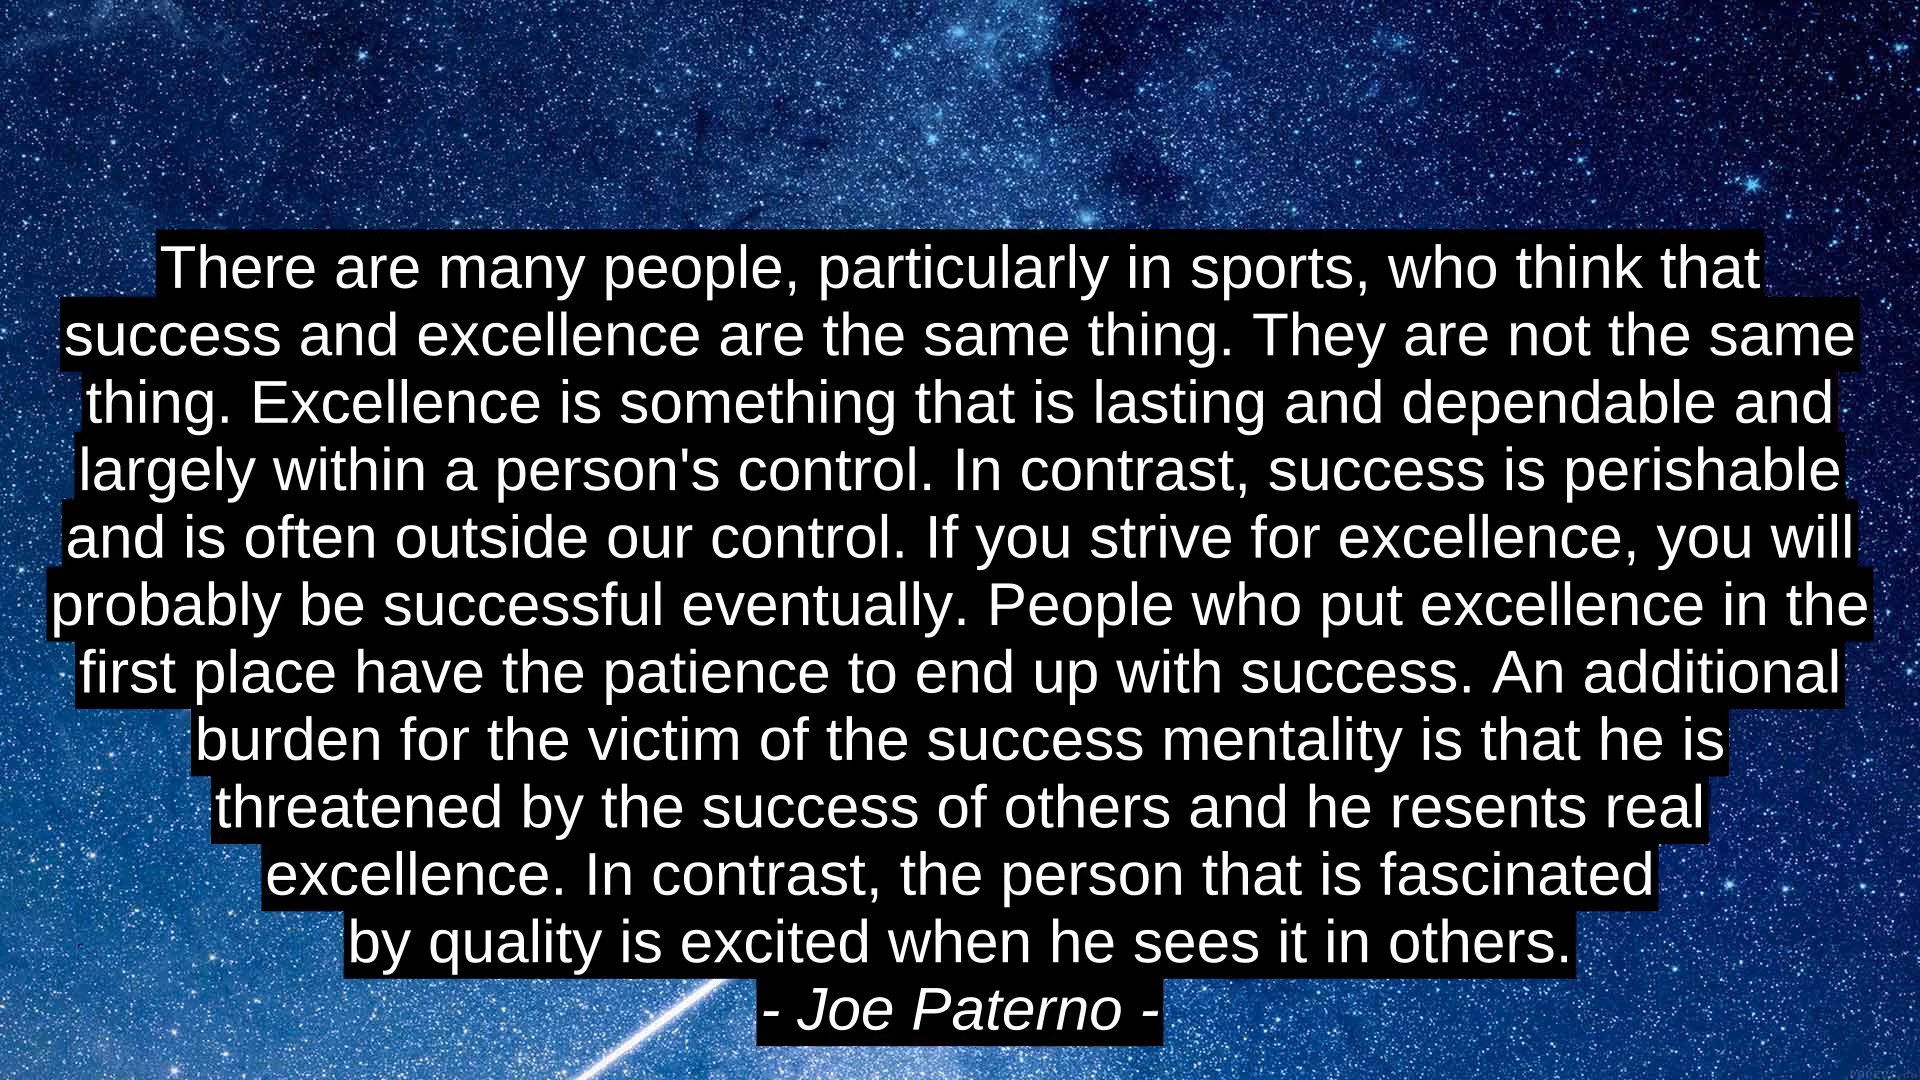 There are many people, particularly in sports, who think that
success and excellence are the same thing. They are not the same
thing. Excellence is something that is lasting and dependable and
largely within a person's control. In contrast, success is perishable
and is often outside our control. If you strive for excellence, you will
probably be successful eventually. People who put excellence in the
first place have the patience to end up with success. An additional
burden for the victim of the success mentality is that he is
threatened by the success of others and he resents real
excellence. In contrast, the person that is fascinated
by quality is excited when he sees it in others.
- Joe Paterno -